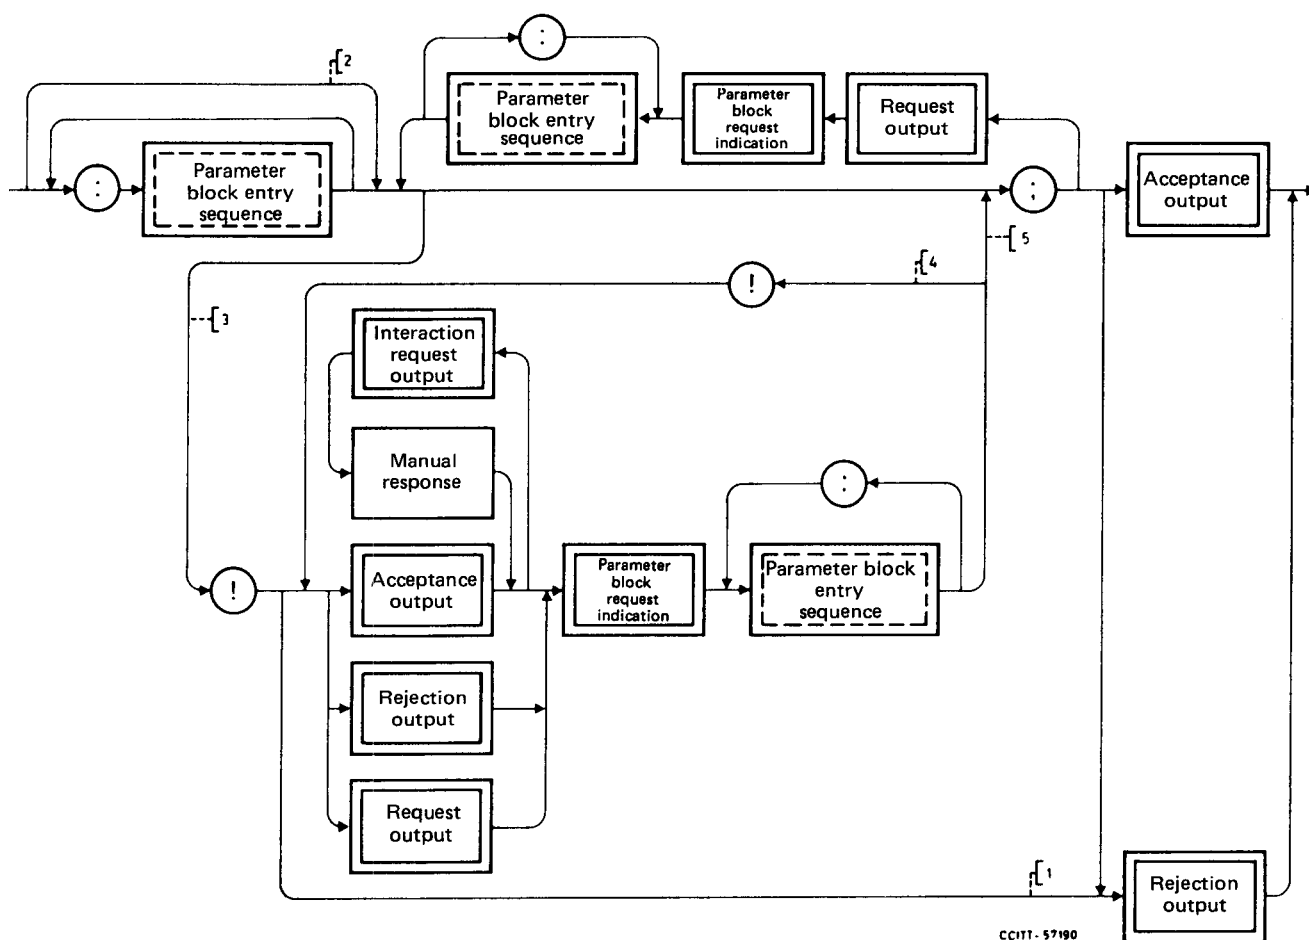 :
[2
Parameter
block entry
sequence
Parameter
block
request
indication
Request
output
:
Parameter
block entry
sequence
;
Acceptance
output
[5
[4
!
[3
Interaction
request
output
Manual
response
:
!
Acceptance
output
Parameter
block
request
indication
Parameter block
entry
sequence
Rejection
output
Request
output
[1
Rejection
output
CCITT - 57190